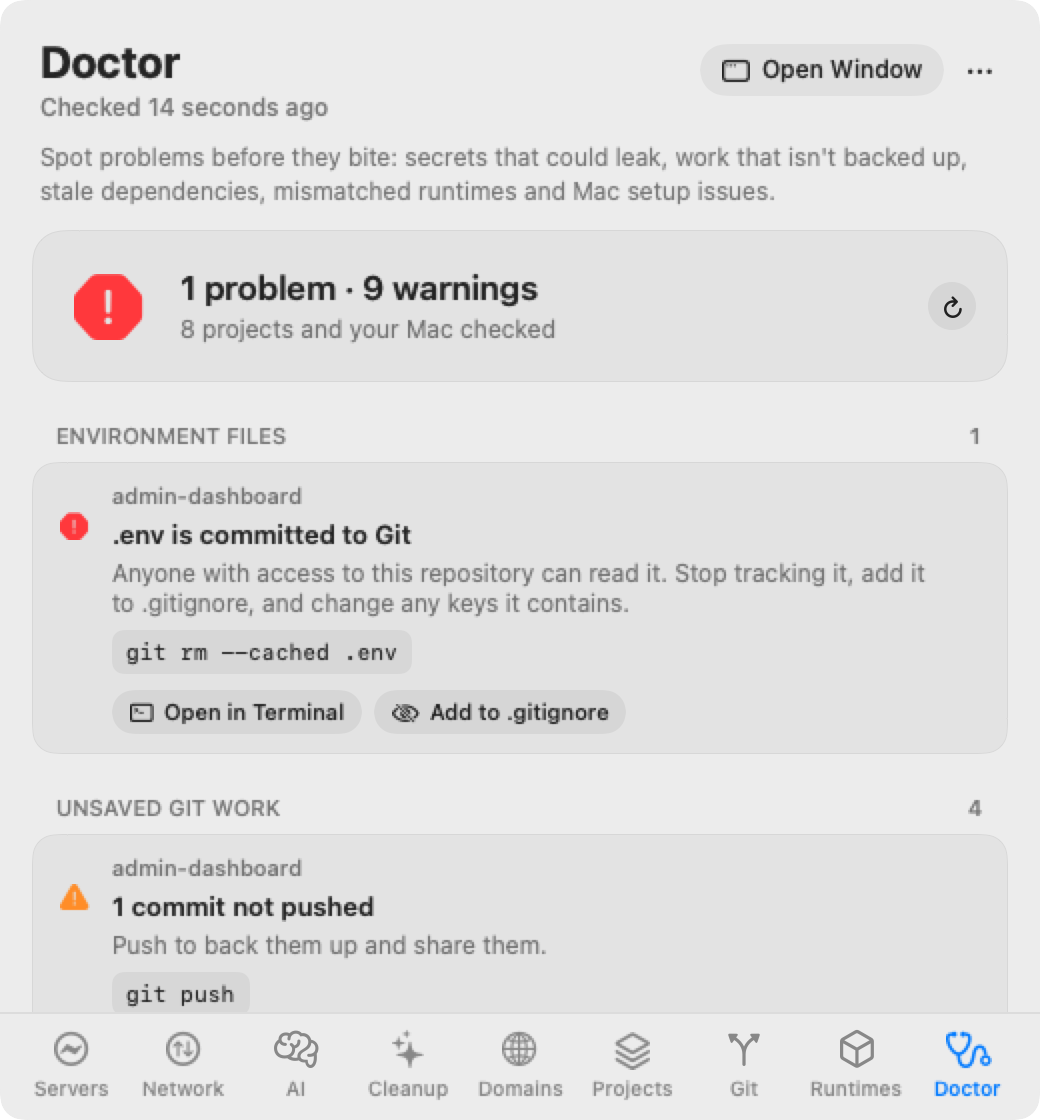 Doctor
Open Window
Checked 14 seconds ago
Spot problems before they bite: secrets that could leak, work that isn't backed up,
stale dependencies, mismatched runtimes and Mac setup issues.
1 problem · 9 warnings
8 projects and your Mac checked
ENVIRONMENT FILES 1
admin-dashboard
.env is committed to Git
Anyone with access to this repository can read it. Stop tracking it, add it
to .gitignore, and change any keys it contains.
git rm --cached .env
Open in Terminal Add to .gitignore
UNSAVED GIT WORK 4
admin-dashboard
1 commit not pushed
Push to back them up and share them.
git push
Servers Network AI Cleanup Domains Projects Git Runtimes Doctor